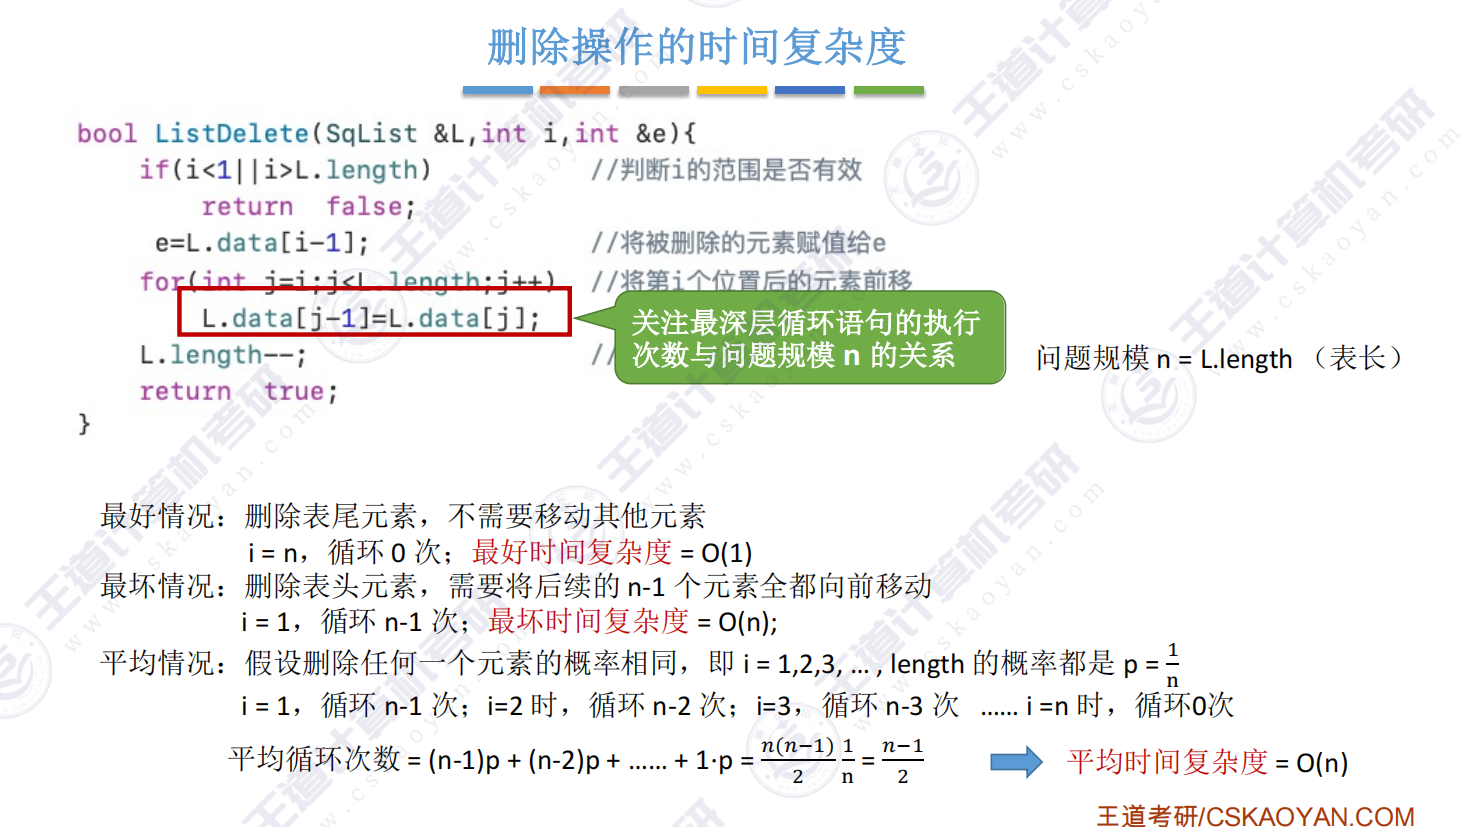 删除操作的时间复杂度
bool ListDelete(SqList &L,int i,int &e){
if(i<1||i>L.length) //判断i的范围是否有效
return false;
e=L.data[i-1]; //将被删除的元素赋值给e
for(int j=i;j<L.length;j++) //将第i个位置后的元素前移
L.data[j-1]=L.data[j];
关注最深层循环语句的执行
次数与问题规模 n 的关系
L.length--; //
问题规模 n = L.length （表长）
return true;
}
最好情况：删除表尾元素，不需要移动其他元素
i = n，循环 0 次；最好时间复杂度 = O(1)
最坏情况：删除表头元素，需要将后续的 n-1 个元素全都向前移动
i = 1，循环 n-1 次；最坏时间复杂度 = O(n);
平均情况：假设删除任何一个元素的概率相同，即 i = 1,2,3, … , length 的概率都是 p = 1/n
i = 1，循环 n-1 次；i=2 时，循环 n-2 次；i=3，循环 n-3 次 …… i =n 时，循环0次
平均循环次数 = (n-1)p + (n-2)p + …… + 1·p = n(n−1)/2 1/n = n−1/2 平均时间复杂度 = O(n)
王道考研/CSKAOYAN.COM
王道计算机考研
www.cskaoyan.com